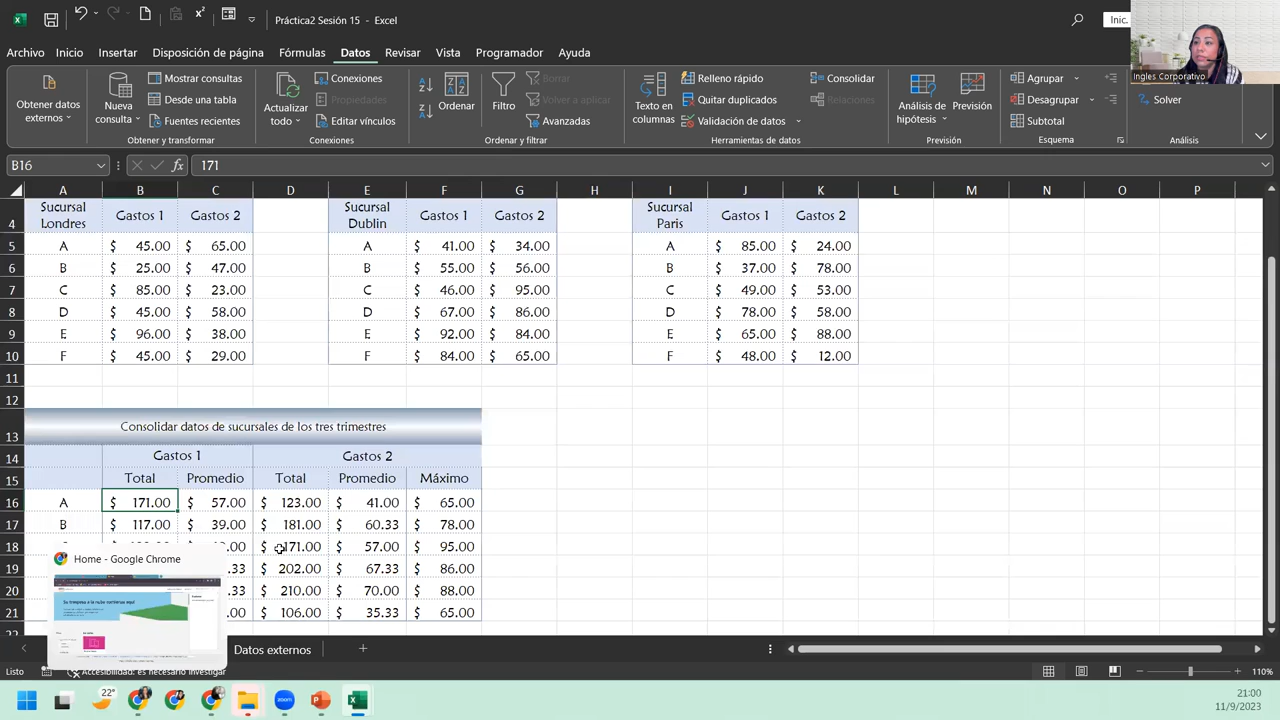 Práctica2 Sesión 15 - Excel
Inic.
Archivo Inicio Insertar Disposición de página Fórmulas Datos Revisar Vista Programador Ayuda
Ingles Corporativo
Obtener datos externos
Nueva consulta
Mostrar consultas
Desde una tabla
Fuentes recientes
Obtener y transformar
Actualizar todo
Conexiones
Propiedades
Editar vínculos
Conexiones
Ordenar
Filtro
Volver a aplicar
Avanzadas
Ordenar y filtrar
Texto en columnas
Relleno rápido
Quitar duplicados
Validación de datos
Consolidar
Relaciones
Herramientas de datos
Análisis de hipótesis
Previsión
Previsión
Agrupar
Desagrupar
Subtotal
Esquema
Solver
Análisis
B16 fx 171
A B C D E F G H I J K L M N O P
4 Sucursal Londres Gastos 1 Gastos 2 Sucursal Dublin Gastos 1 Gastos 2 Sucursal Paris Gastos 1 Gastos 2
5 A $ 45.00 $ 65.00 A $ 41.00 $ 34.00 A $ 85.00 $ 24.00
6 B $ 25.00 $ 47.00 B $ 55.00 $ 56.00 B $ 37.00 $ 78.00
7 C $ 85.00 $ 23.00 C $ 46.00 $ 95.00 C $ 49.00 $ 53.00
8 D $ 45.00 $ 58.00 D $ 67.00 $ 86.00 D $ 78.00 $ 58.00
9 E $ 96.00 $ 38.00 E $ 92.00 $ 84.00 E $ 65.00 $ 88.00
10 F $ 45.00 $ 29.00 F $ 84.00 $ 65.00 F $ 48.00 $ 12.00
11
12
13 Consolidar datos de sucursales de los tres trimestres
14 Gastos 1 Gastos 2
15 Total Promedio Total Promedio Máximo
16 A $ 171.00 $ 57.00 $ 123.00 $ 41.00 $ 65.00
17 B $ 117.00 $ 39.00 $ 181.00 $ 60.33 $ 78.00
18 $ 171.00 $ 57.00 $ 95.00
19 .33 $ 202.00 $ 67.33 $ 86.00
20 .33 $ 210.00 $ 70.00 $ 88.00
21 $ 106.00 $ 35.33 $ 65.00
Home - Google Chrome
Datos externos
Listo
Accesibilidad: es necesario investigar
110%
22°
zoom
21:00
11/9/2023